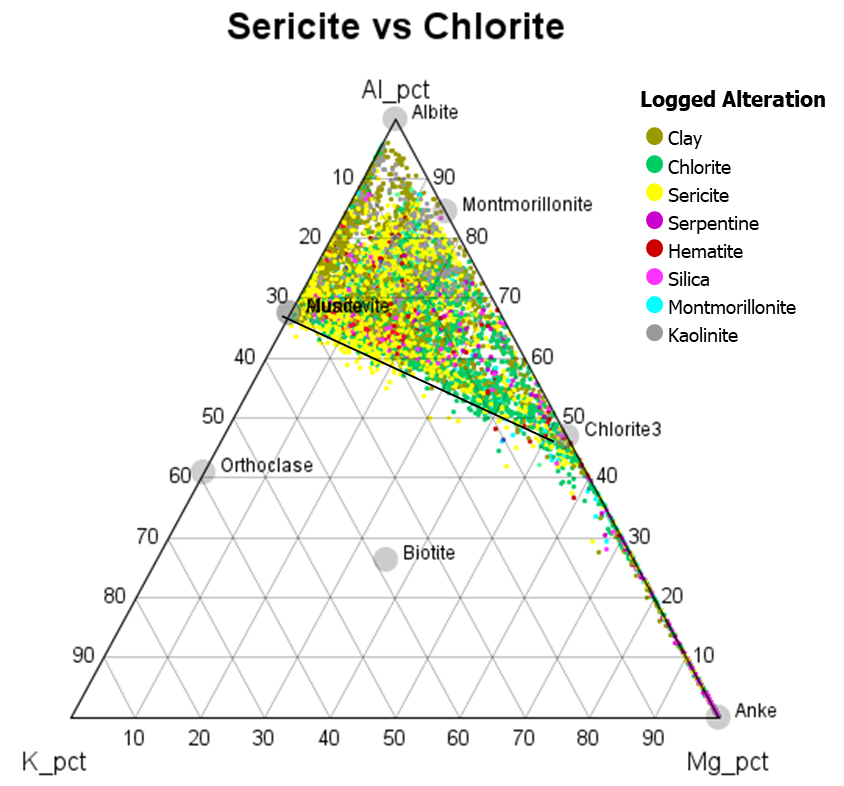 Sericite vs Chlorite
Al_pct
Albite
Logged Alteration
Clay
Chlorite
Sericite
Serpentine
Hematite
Silica
Montmorillonite
Kaolinite
10
90
Montmorillonite
20
80
30
70
40
60
50
50
Chlorite3
60
Orthoclase
40
70
30
Biotite
80
20
90
10
Anke
10
20
30
40
50
60
70
80
90
K_pct
Mg_pct